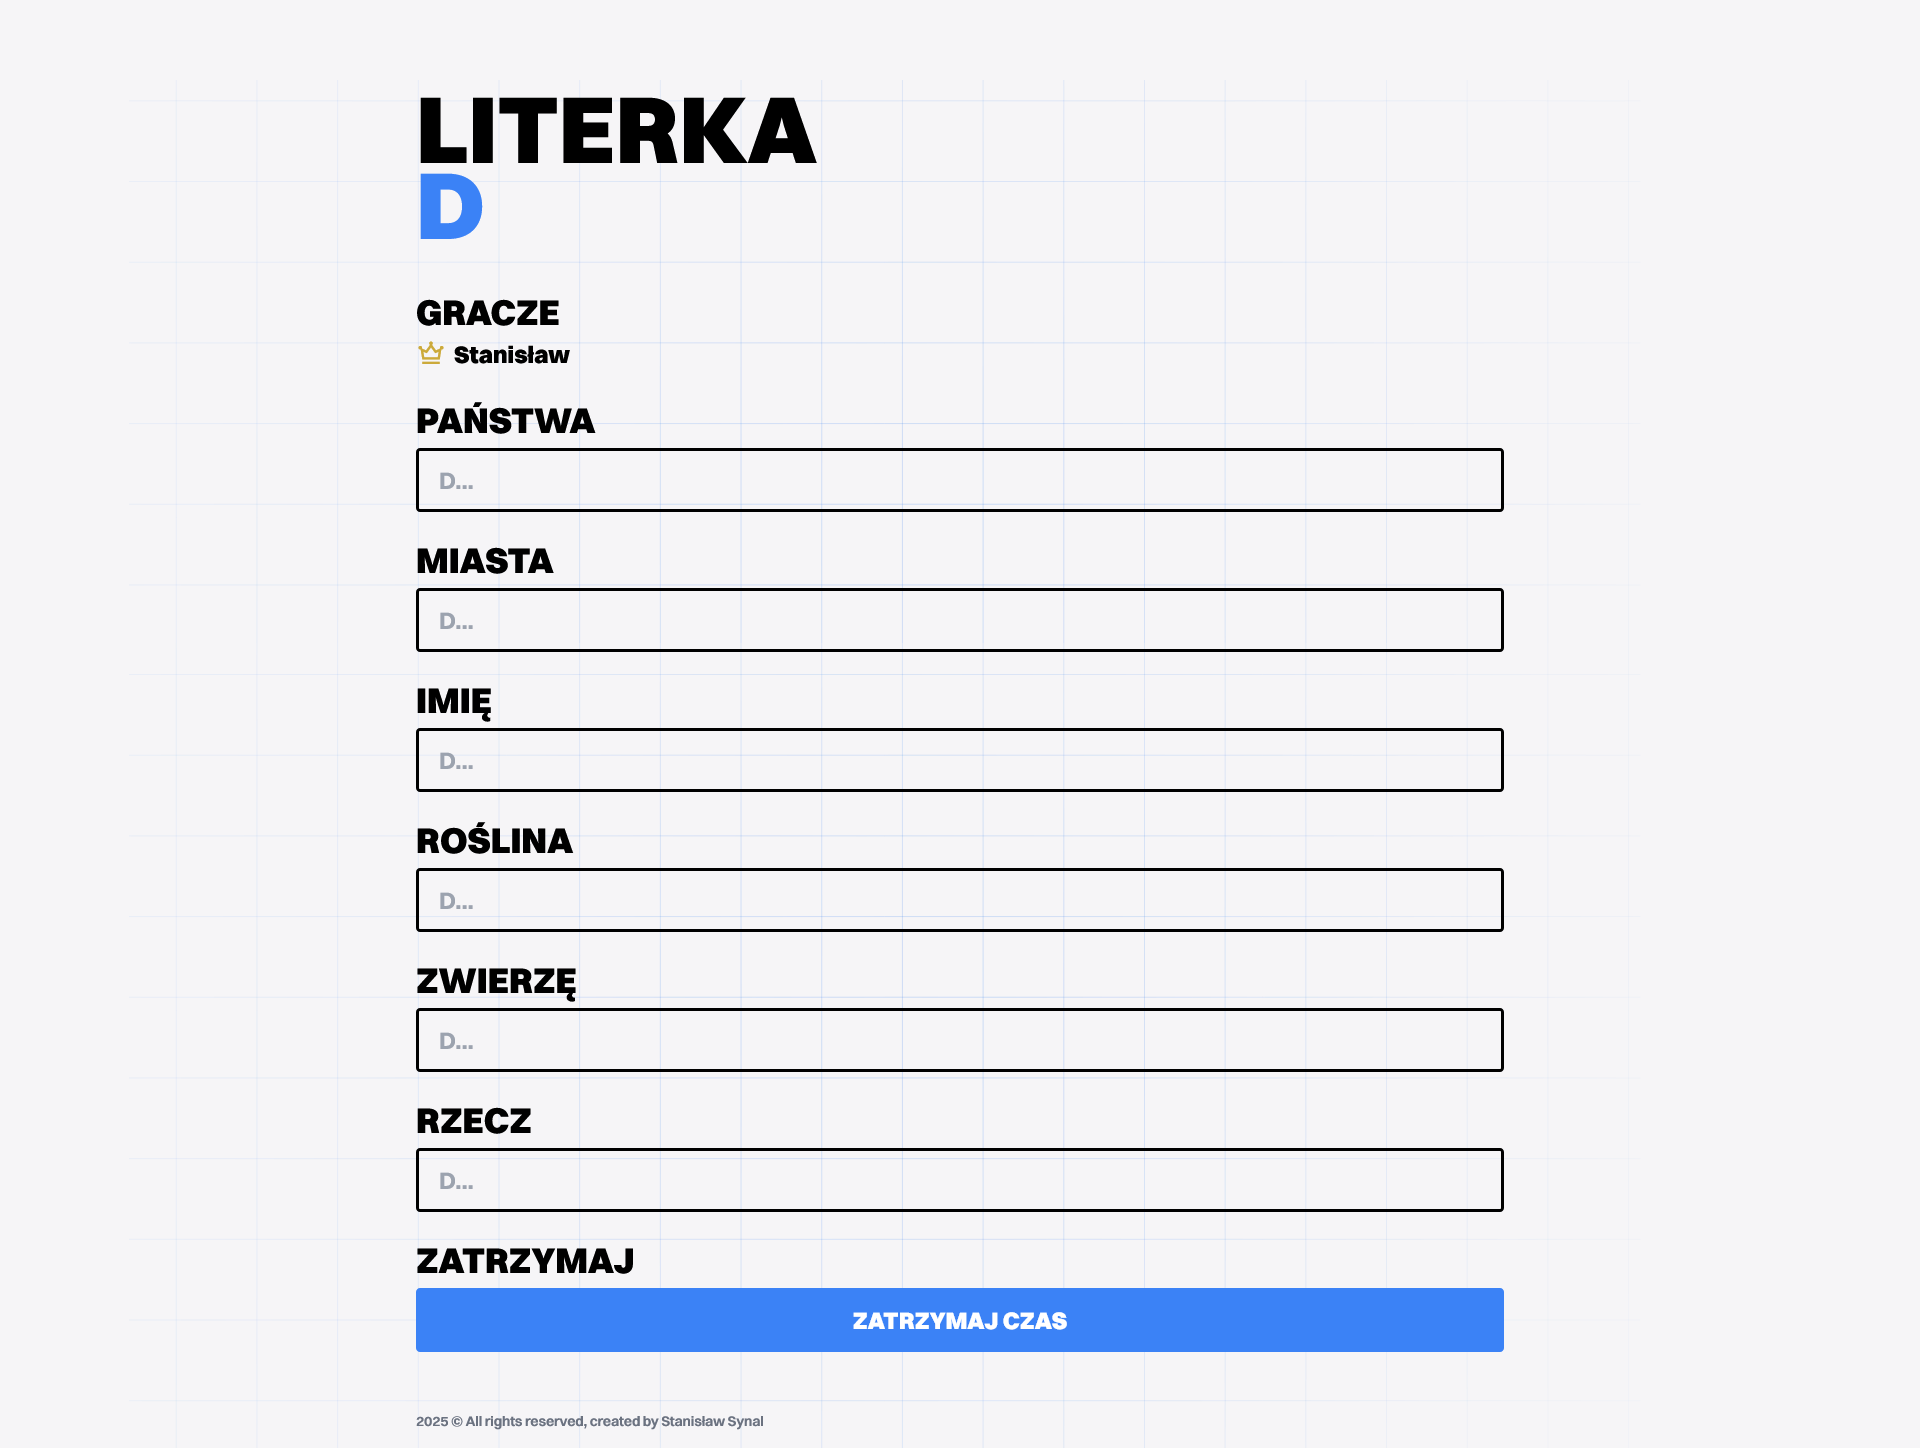 LITERKA
D
GRACZE
Stanisław
PAŃSTWA
D...
MIASTA
D...
IMIĘ
D...
ROŚLINA
D...
ZWIERZĘ
D...
RZECZ
D...
ZATRZYMAJ
ZATRZYMAJ CZAS
2025 © All rights reserved, created by Stanisław Synal